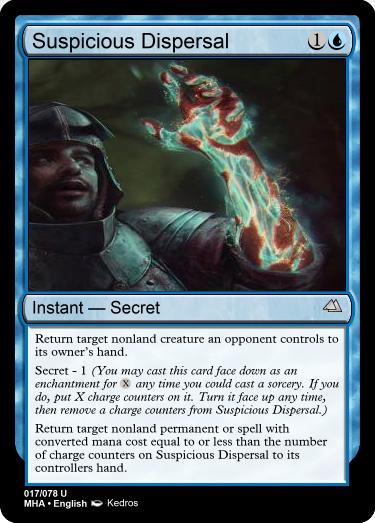 Suspicious Dispersal 1
Instant — Secret
Return target nonland creature an opponent controls to
its owner's hand.
Secret - 1 (You may cast this card face down as an
enchantment for X any time you could cast a sorcery. If you
do, put X charge counters on it. Turn it face up any time,
then remove a charge counters from Suspicious Dispersal.)
Return target nonland permanent or spell with
converted mana cost equal to or less than the number
of charge counters on Suspicious Dispersal to its
controllers hand.
017/078 U
MHA • English Kedros